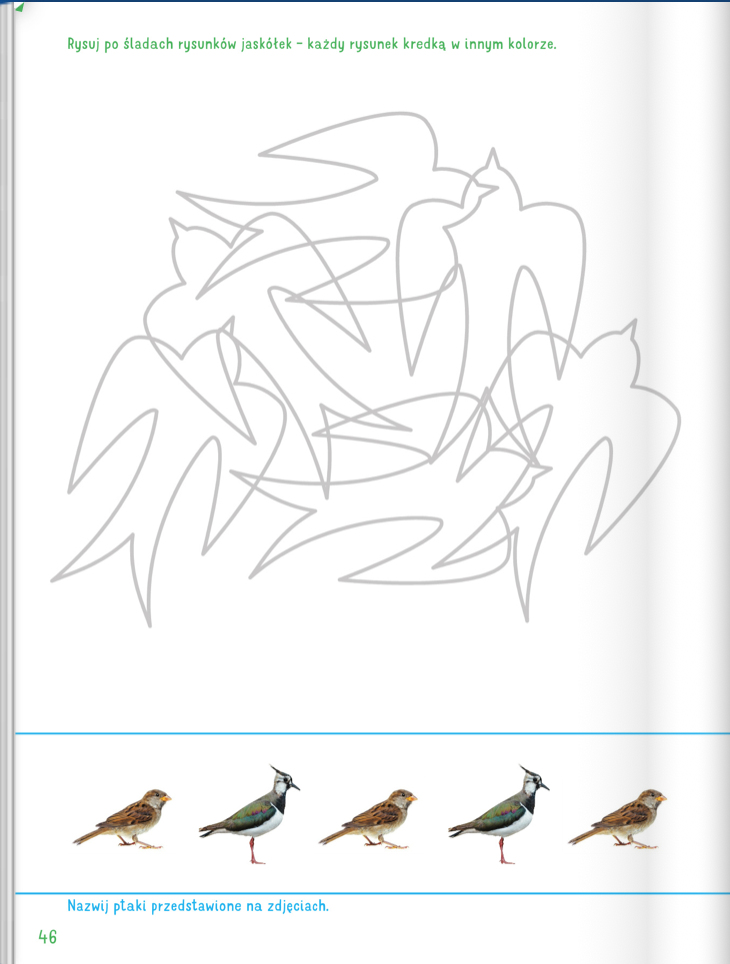 Rysuj po śladach rysunków jaskółek – każdy rysunek kredką w innym kolorze.
Nazwij ptaki przedstawione na zdjęciach.
46